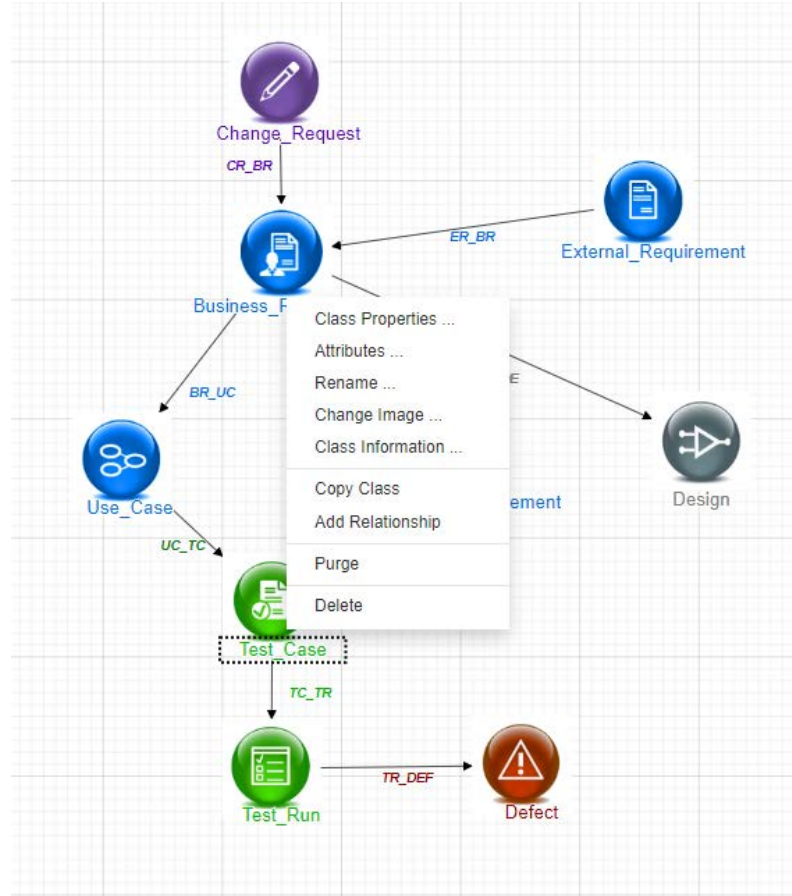 Change_Request
CR_BR
ER_BR
External_Requirement
Business_
Class Properties ...
Attributes ...
Rename ...
Change Image ...
Class Information ...
Copy Class
Add Relationship
Purge
Delete
BR_UC
E
Use_Case
ement
Design
UC_TC
Test_Case
TC_TR
Test_Run
TR_DEF
Defect